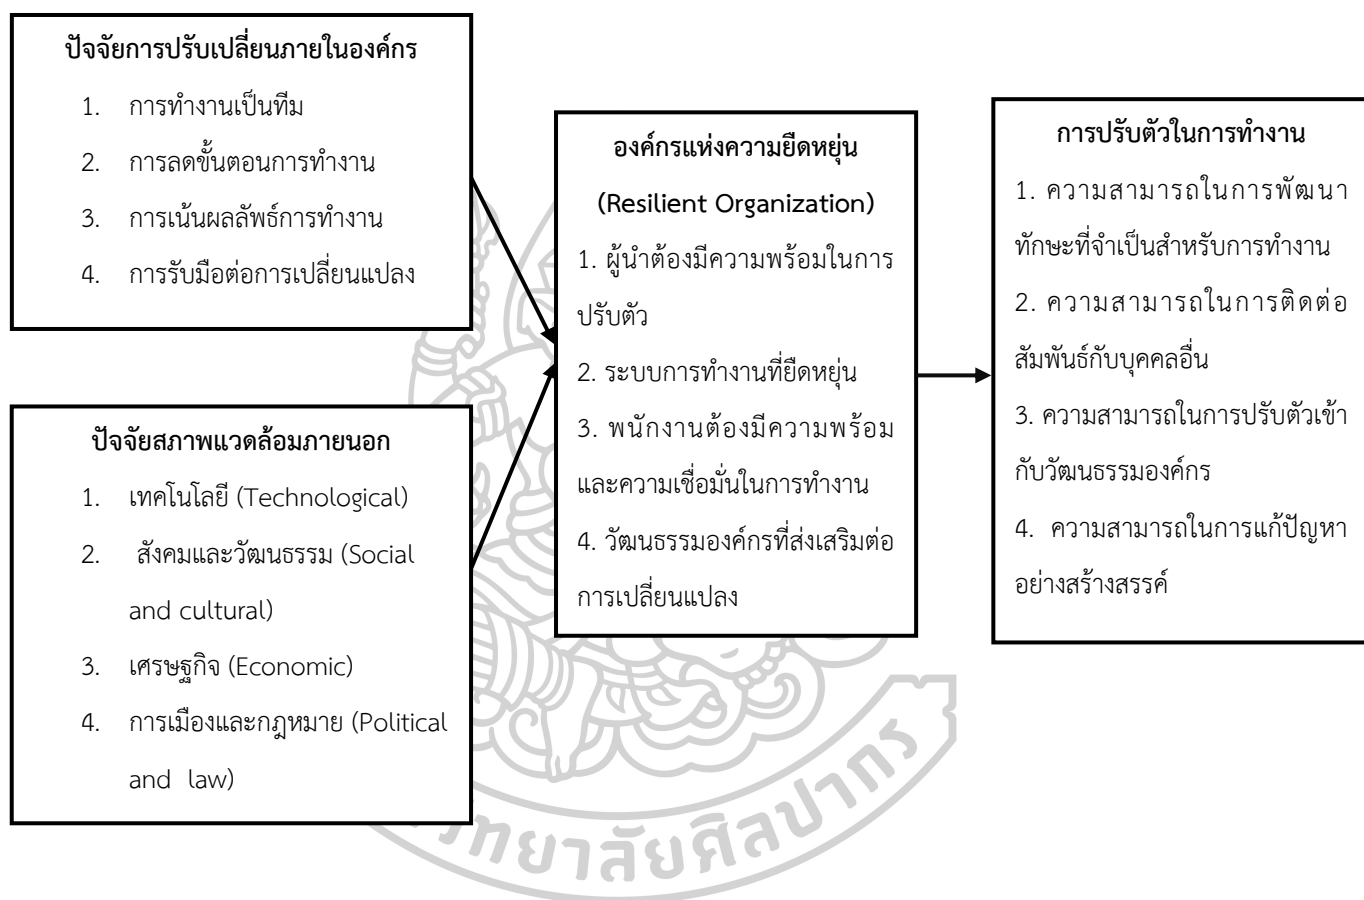 ปัจจัยการปรับเปลี่ยนภายในองค์กร
1. การทำงานเป็นทีม
2. การลดขั้นตอนการทำงาน
3. การเน้นผลลัพธ์การทำงาน
4. การรับมือต่อการเปลี่ยนแปลง
ปัจจัยสภาพแวดล้อมภายนอก
1. เทคโนโลยี (Technological)
2. สังคมและวัฒนธรรม (Social
and cultural)
3. เศรษฐกิจ (Economic)
4. การเมืองและกฎหมาย (Political
and law)
องค์กรแห่งความยืดหยุ่น
(Resilient Organization)
1. ผู้นำต้องมีความพร้อมในการ
ปรับตัว
2. ระบบการทำงานที่ยืดหยุ่น
3. พนักงานต้องมีความพร้อม
และความเชื่อมั่นในการทำงาน
4. วัฒนธรรมองค์กรที่ส่งเสริมต่อ
การเปลี่ยนแปลง
การปรับตัวในการทำงาน
1. ความสามารถในการพัฒนา
ทักษะที่จำเป็นสำหรับการทำงาน
2. ความสามารถในการติดต่อ
สัมพันธ์กับบุคคลอื่น
3. ความสามารถในการปรับตัวเข้า
กับวัฒนธรรมองค์กร
4. ความสามารถในการแก้ปัญหา
อย่างสร้างสรรค์
วิทยาลัยศิลปากร